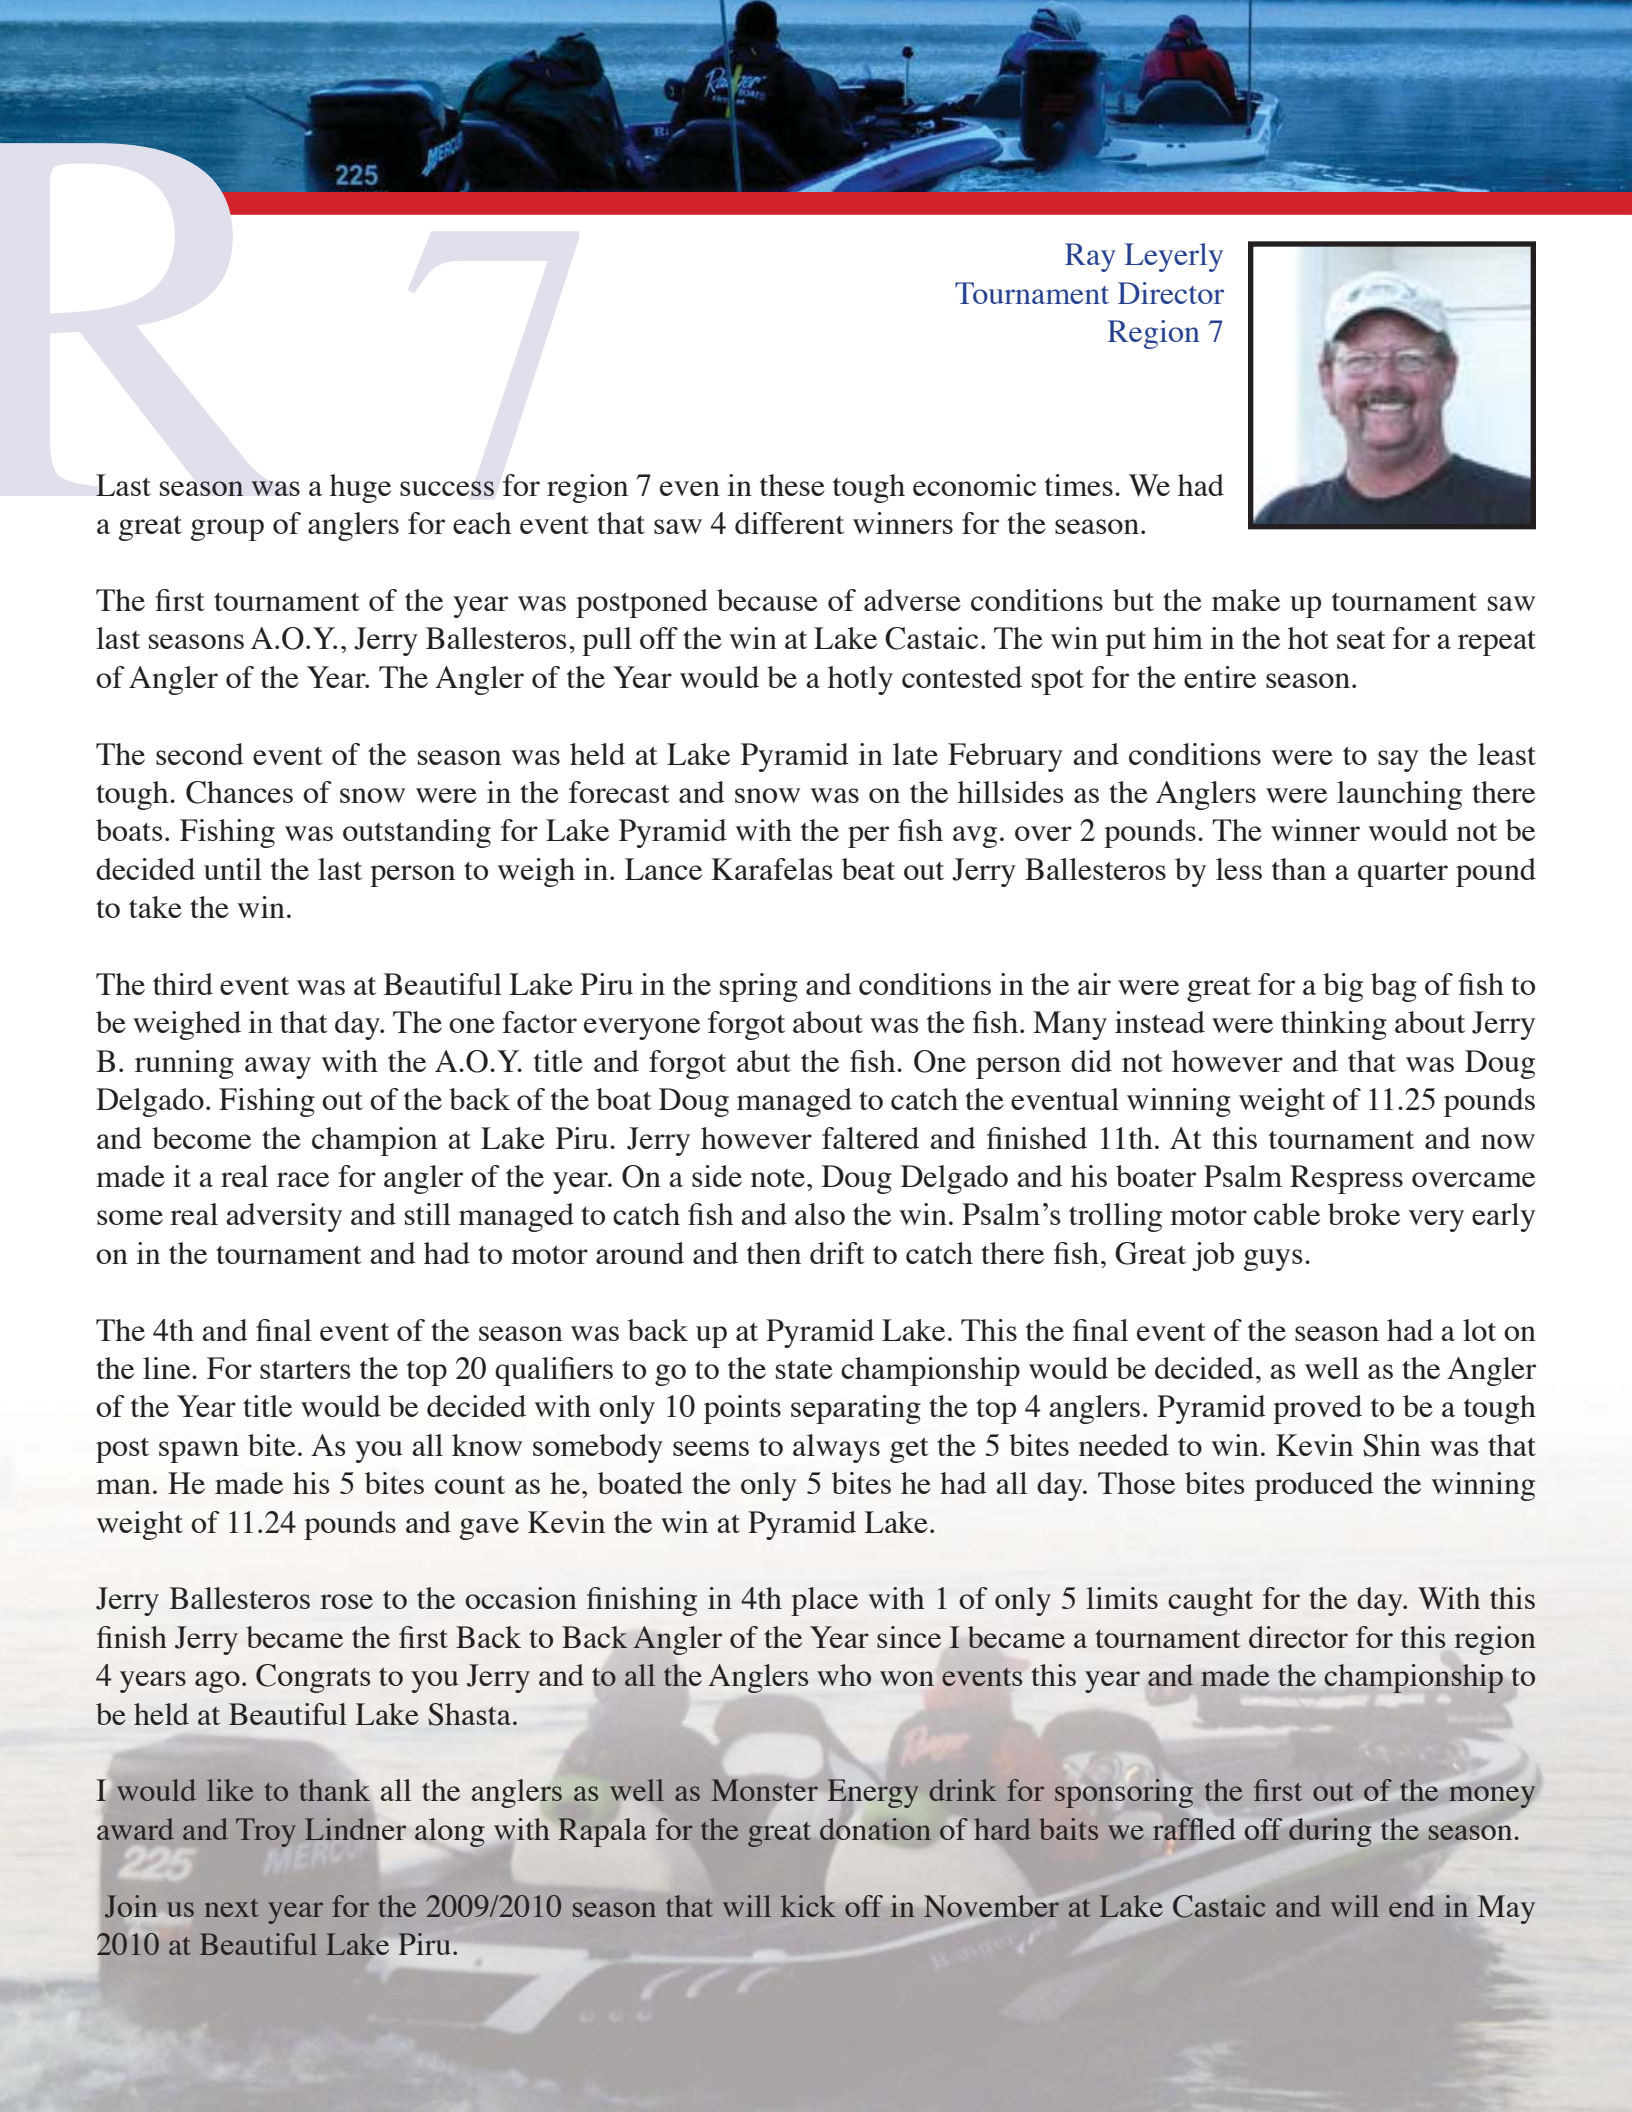 Ranger
BOATS
MERCURY
225
R 7
Ray Leyerly
Tournament Director
Region 7
Last season was a huge success for region 7 even in these tough economic times. We had
a great group of anglers for each event that saw 4 different winners for the season.
The first tournament of the year was postponed because of adverse conditions but the make up tournament saw
last seasons A.O.Y., Jerry Ballesteros, pull off the win at Lake Castaic. The win put him in the hot seat for a repeat
of Angler of the Year. The Angler of the Year would be a hotly contested spot for the entire season.
The second event of the season was held at Lake Pyramid in late February and conditions were to say the least
tough. Chances of snow were in the forecast and snow was on the hillsides as the Anglers were launching there
boats. Fishing was outstanding for Lake Pyramid with the per fish avg. over 2 pounds. The winner would not be
decided until the last person to weigh in. Lance Karafelas beat out Jerry Ballesteros by less than a quarter pound
to take the win.
The third event was at Beautiful Lake Piru in the spring and conditions in the air were great for a big bag of fish to
be weighed in that day. The one factor everyone forgot about was the fish. Many instead were thinking about Jerry
B. running away with the A.O.Y. title and forgot abut the fish. One person did not however and that was Doug
Delgado. Fishing out of the back of the boat Doug managed to catch the eventual winning weight of 11.25 pounds
and become the champion at Lake Piru. Jerry however faltered and finished 11th. At this tournament and now
made it a real race for angler of the year. On a side note, Doug Delgado and his boater Psalm Respress overcame
some real adversity and still managed to catch fish and also the win. Psalm’s trolling motor cable broke very early
on in the tournament and had to motor around and then drift to catch there fish, Great job guys.
The 4th and final event of the season was back up at Pyramid Lake. This the final event of the season had a lot on
the line. For starters the top 20 qualifiers to go to the state championship would be decided, as well as the Angler
of the Year title would be decided with only 10 points separating the top 4 anglers. Pyramid proved to be a tough
post spawn bite. As you all know somebody seems to always get the 5 bites needed to win. Kevin Shin was that
man. He made his 5 bites count as he, boated the only 5 bites he had all day. Those bites produced the winning
weight of 11.24 pounds and gave Kevin the win at Pyramid Lake.
Jerry Ballesteros rose to the occasion finishing in 4th place with 1 of only 5 limits caught for the day. With this
finish Jerry became the first Back to Back Angler of the Year since I became a tournament director for this region
4 years ago. Congrats to you Jerry and to all the Anglers who won events this year and made the championship to
be held at Beautiful Lake Shasta.
I would like to thank all the anglers as well as Monster Energy drink for sponsoring the first out of the money
award and Troy Lindner along with Rapala for the great donation of hard baits we raffled off during the season.
Ranger
225 MERCURY
Join us next year for the 2009/2010 season that will kick off in November at Lake Castaic and will end in May
2010 at Beautiful Lake Piru.
Ranger